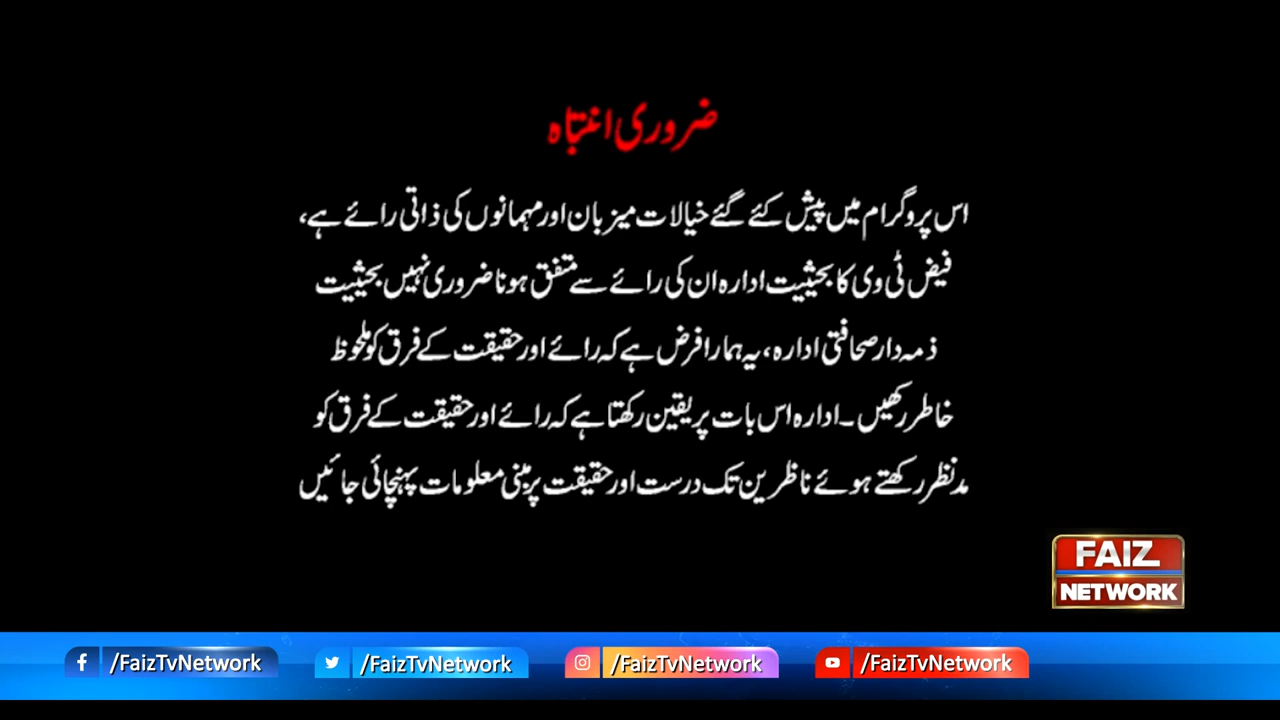 ضروری انتباہ
اس پروگرام میں پیش کئے گئے خیالات میزبان اور مہمانوں کی ذاتی رائے ہے،
فیض ٹی وی کا بحیثیت ادارہ ان کی رائے سے متفق ہونا ضروری نہیں بحیثیت
ذمہ دار صحافتی ادارہ، یہ ہمارا فرض ہے کہ رائے اور حقیقت کے فرق کو ملحوظ
خاطر رکھیں۔ ادارہ اس بات پر یقین رکھتا ہے کہ رائے اور حقیقت کے فرق کو
مدنظر رکھتے ہوئے ناظرین تک درست اور حقیقت پر مبنی معلومات پہنچائی جائیں
FAIZ
NETWORK
/FaizTvNetwork /FaizTvNetwork /FaizTvNetwork /FaizTvNetwork